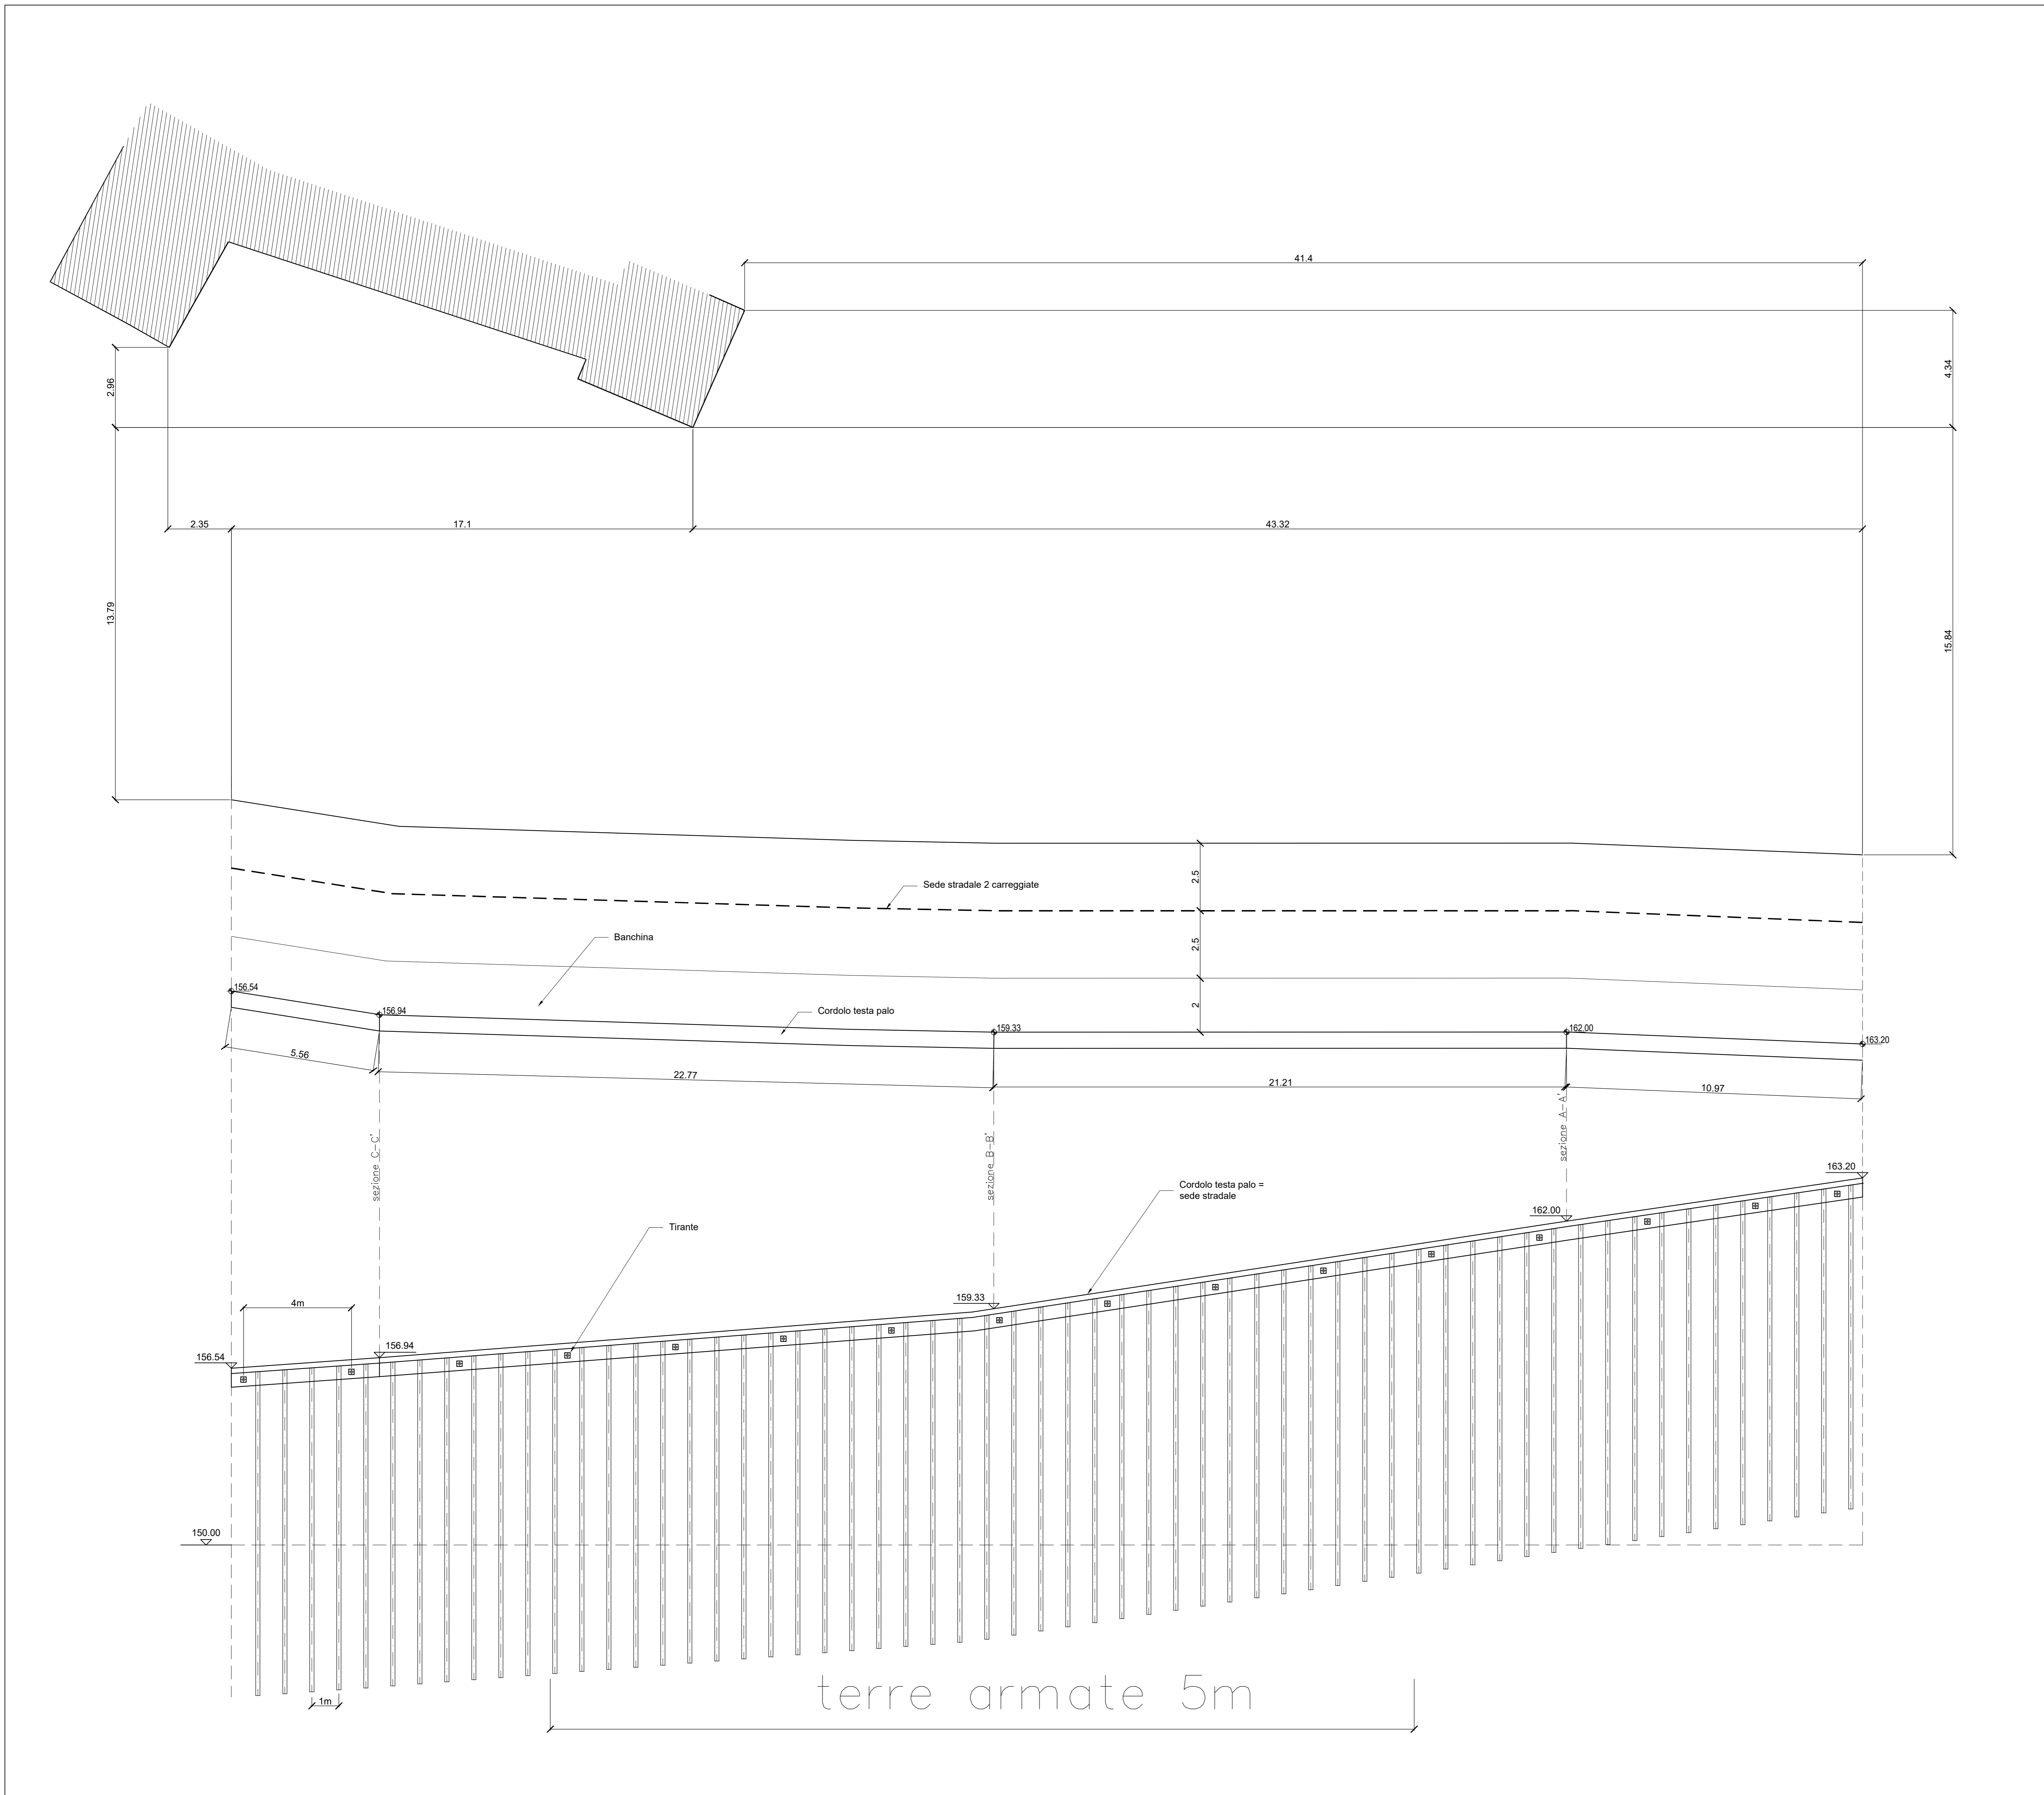 41.4
4.34
2.96
2.35
17.1
43.32
13.79
15.84
2.5
Sede stradale 2 carreggiate
2.5
Banchina
2
156.54
156.94
Cordolo testa palo
159.33
162.00
163.20
5.56
22.77
21.21
10.97
sezione C-C'
sezione B-B'
sezione A-A'
163.20
Cordolo testa palo =
sede stradale
162.00
Tirante
159.33
4m
156.94
156.54
150.00
1m
terre armate 5m